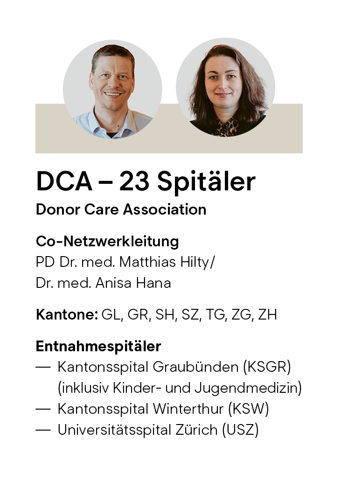 DCA – 23 Spitäler
Donor Care Association
Co-Netzwerkleitung
PD Dr. med. Matthias Hilty/
Dr. med. Anisa Hana
Kantone: GL, GR, SH, SZ, TG, ZG, ZH
Entnahmespitäler
— Kantonsspital Graubünden (KSGR)
(inklusiv Kinder- und Jugendmedizin)
— Kantonsspital Winterthur (KSW)
— Universitätsspital Zürich (USZ)